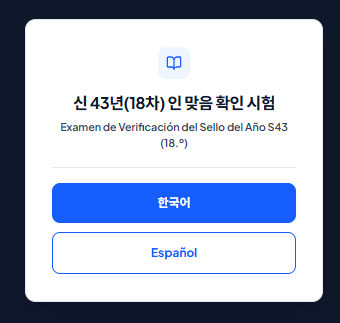 신 43년(18차) 인 맞음 확인 시험
Examen de Verificación del Sello del Año S43
(18.º)
한국어
Español